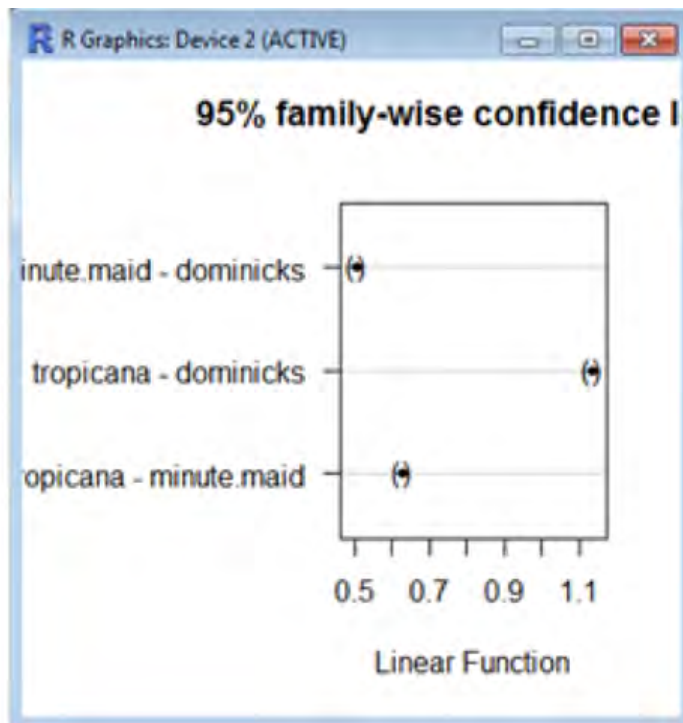 R Graphics: Device 2 (ACTIVE)
95% family-wise confidence l
inute.maid - dominicks
tropicana - dominicks
ropicana - minute.maid
0.5 0.7 0.9 1.1
Linear Function